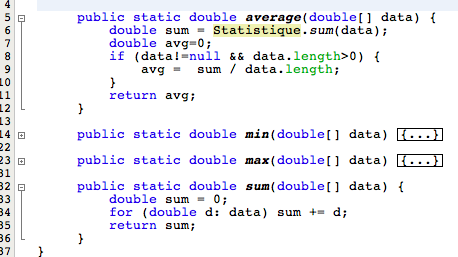 4
5 public static double average(double[] data) {
6 double sum = Statistique.sum(data);
7 double avg=0;
8 if (data!=null && data.length>0) {
9 avg = sum / data.length;
10 }
11 return avg;
12 }
13
14 public static double min(double[] data) {...}
22
23 public static double max(double[] data) {...}
31
32 public static double sum(double[] data) {
33 double sum = 0;
34 for (double d: data) sum += d;
35 return sum;
36 }
37 }